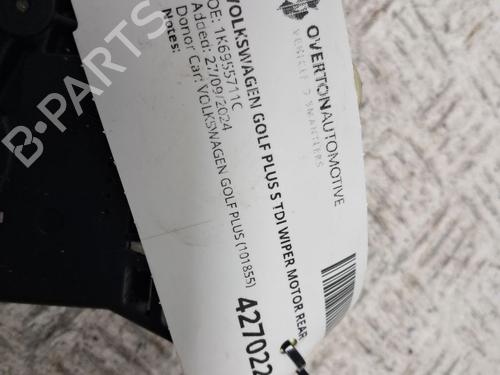 OVERTON AUTOMOTIVE
VEHICLE DISMANTLERS
VOLKSWAGEN GOLF PLUS S TDI WIPER MOTOR REAR
OE: 1K6955711C
Added: 27/09/2024
Donor Car: VOLKSWAGEN GOLF PLUS (101855)
Notes:
427022
B-PARTS